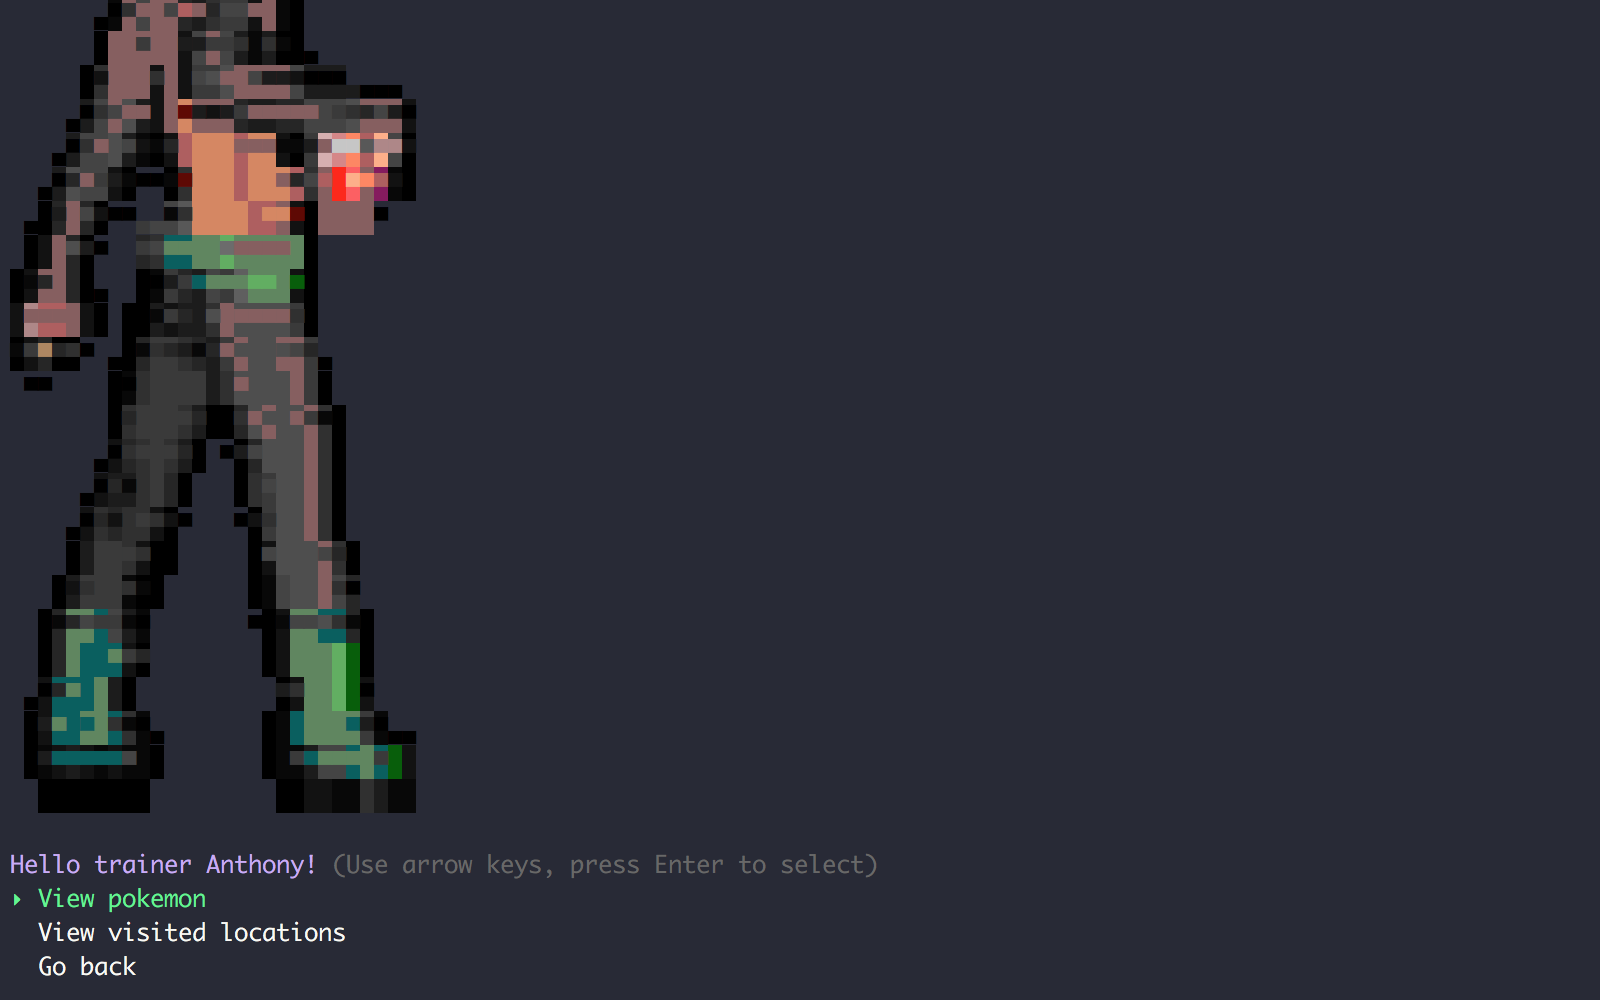 Hello trainer Anthony! (Use arrow keys, press Enter to select)
▸ View pokemon
View visited locations
Go back